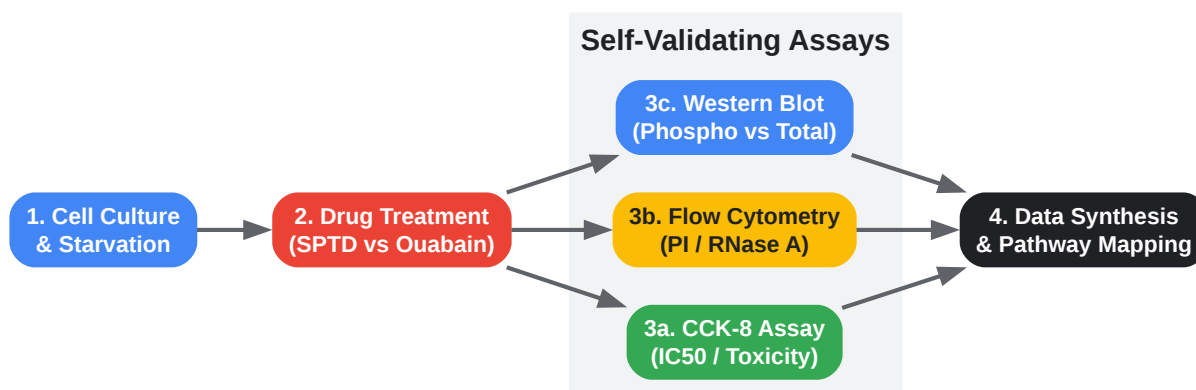 Self-Validating Assays
3c. Western Blot
(Phospho vs Total)
1. Cell Culture
& Starvation
2. Drug Treatment
(SPTD vs Ouabain)
3b. Flow Cytometry
(PI / RNase A)
4. Data Synthesis
& Pathway Mapping
3a. CCK-8 Assay
(IC50 / Toxicity)